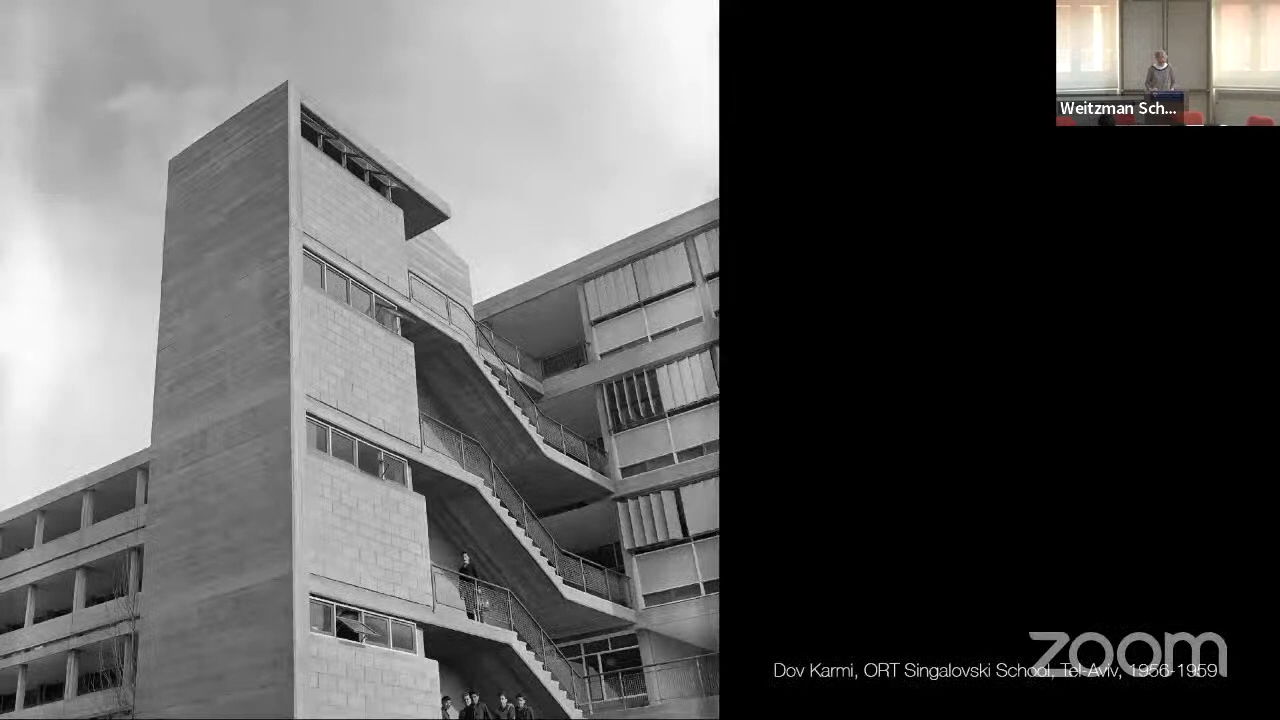 Weitzman Sch...
zoom
Dov Karmi, ORT Singalovski School, Tel-Aviv, 1956-1959